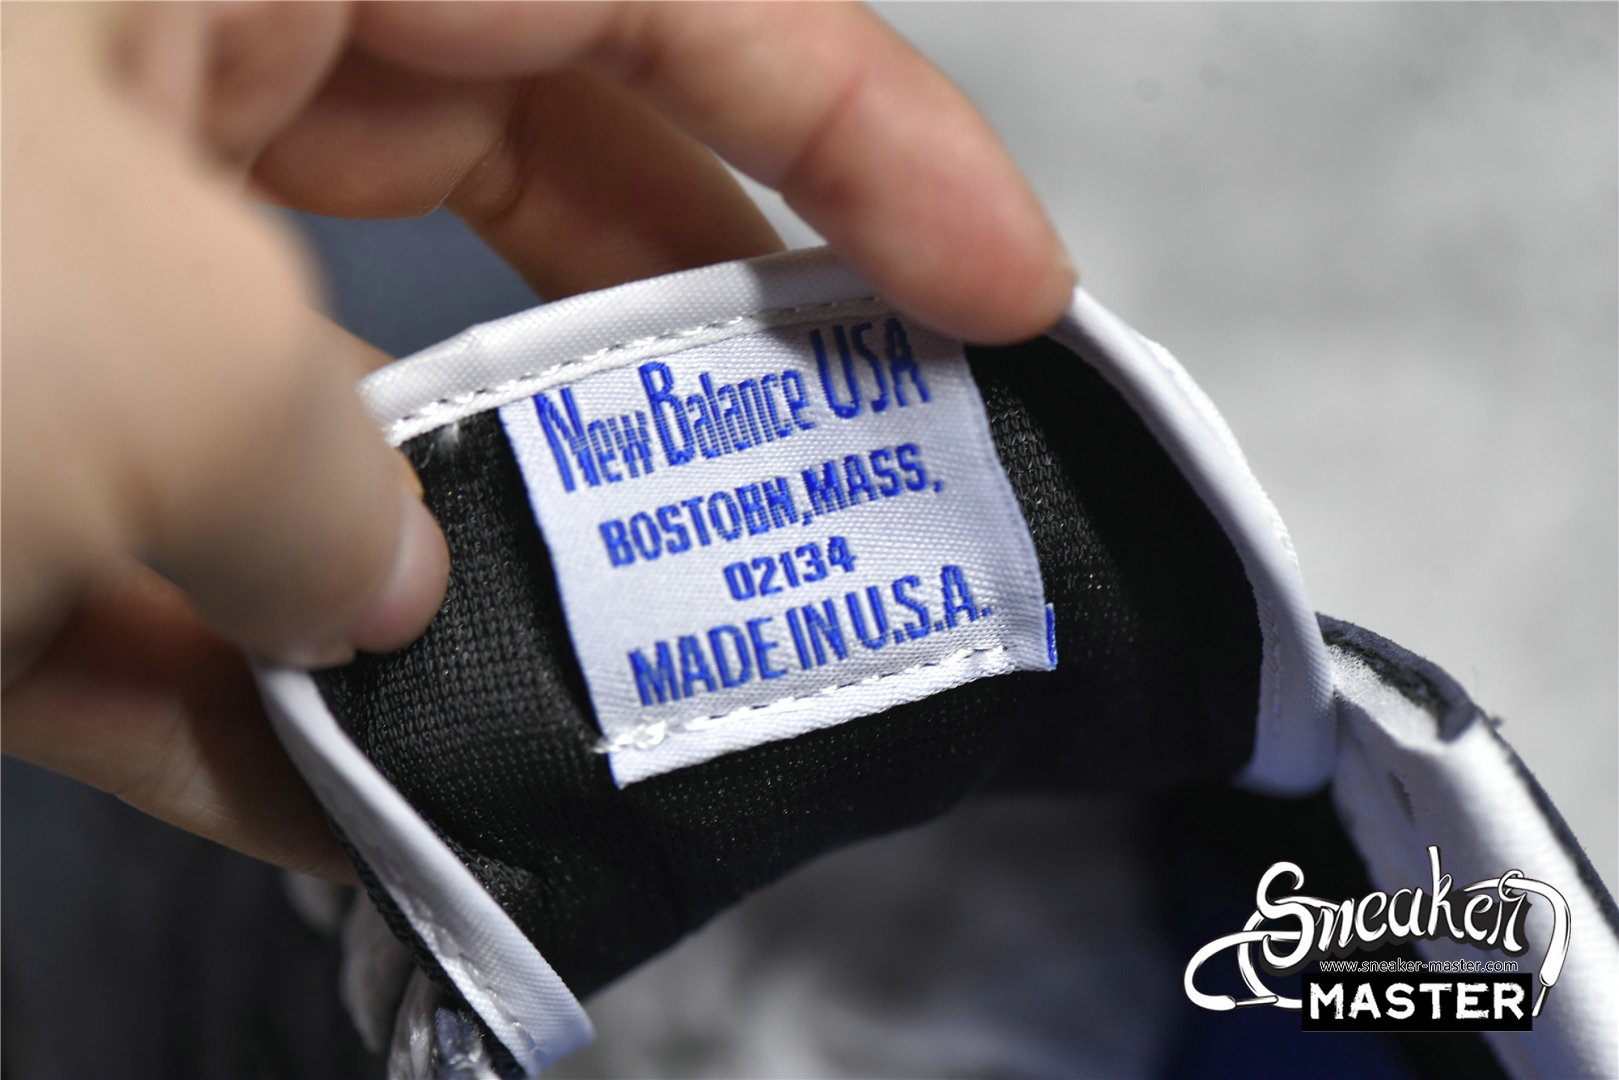 New Balance USA
BOSTOBN,MASS,
02134
MADE IN U.S.A.
Sneaker
www.sneaker-master.com
MASTER